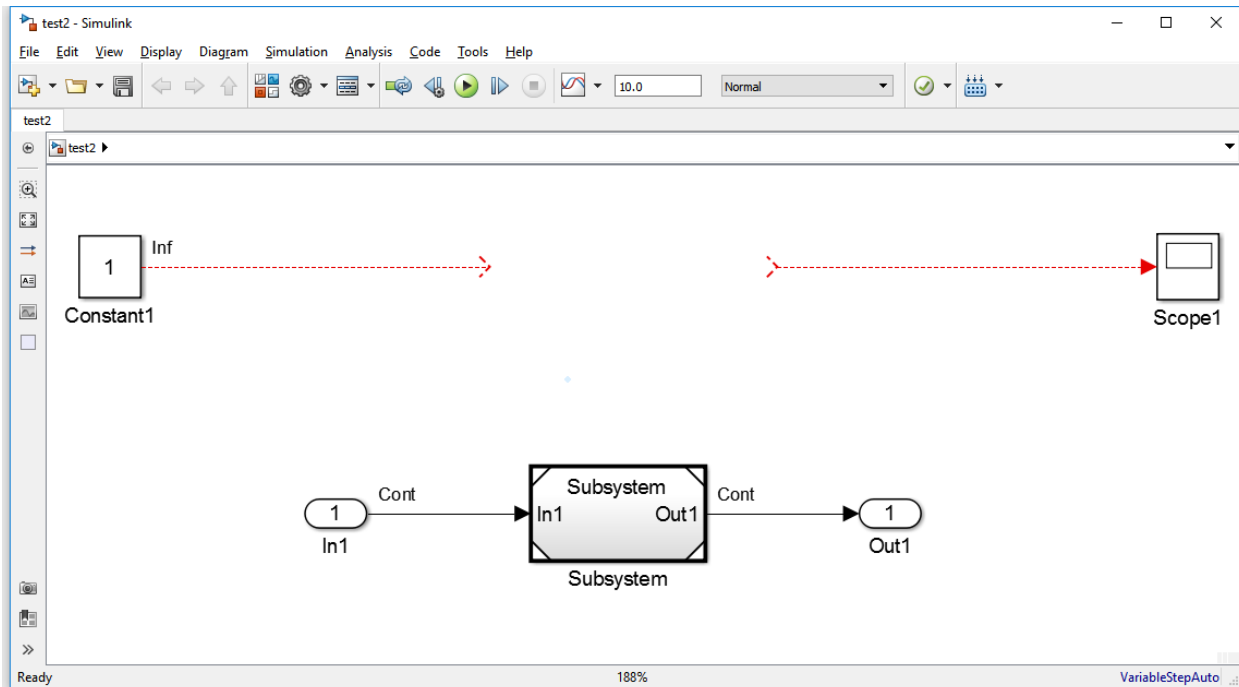 test2 - Simulink
File Edit View Display Diagram Simulation Analysis Code Tools Help
10.0 Normal
test2
test2
Inf
1
Constant1
Scope1
Cont Subsystem Cont
1 In1 Out1 1
In1 Out1
Subsystem
Ready 188% VariableStepAuto